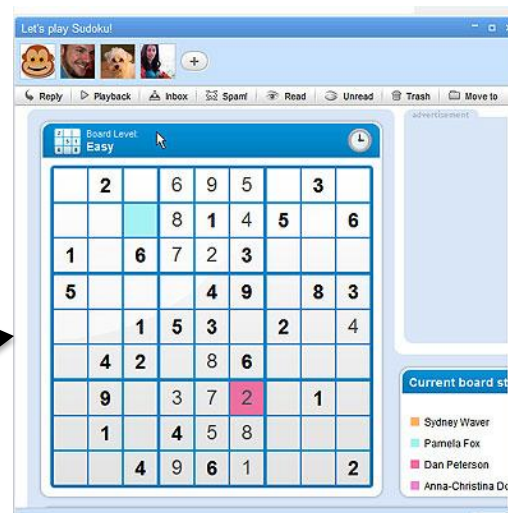 Let's play Sudoku!
+
Reply Playback Inbox Spam! Read Unread Trash Move to
advertisement
Board Level:
Easy
2 6 9 5 3
8 1 4 5 6
1 6 7 2 3
5 4 9 8 3
1 5 3 2 4
4 2 8 6
9 3 7 2 1
1 4 5 8
4 9 6 1 2
Current board st
Sydney Waver
Pamela Fox
Dan Peterson
Anna-Christina Do